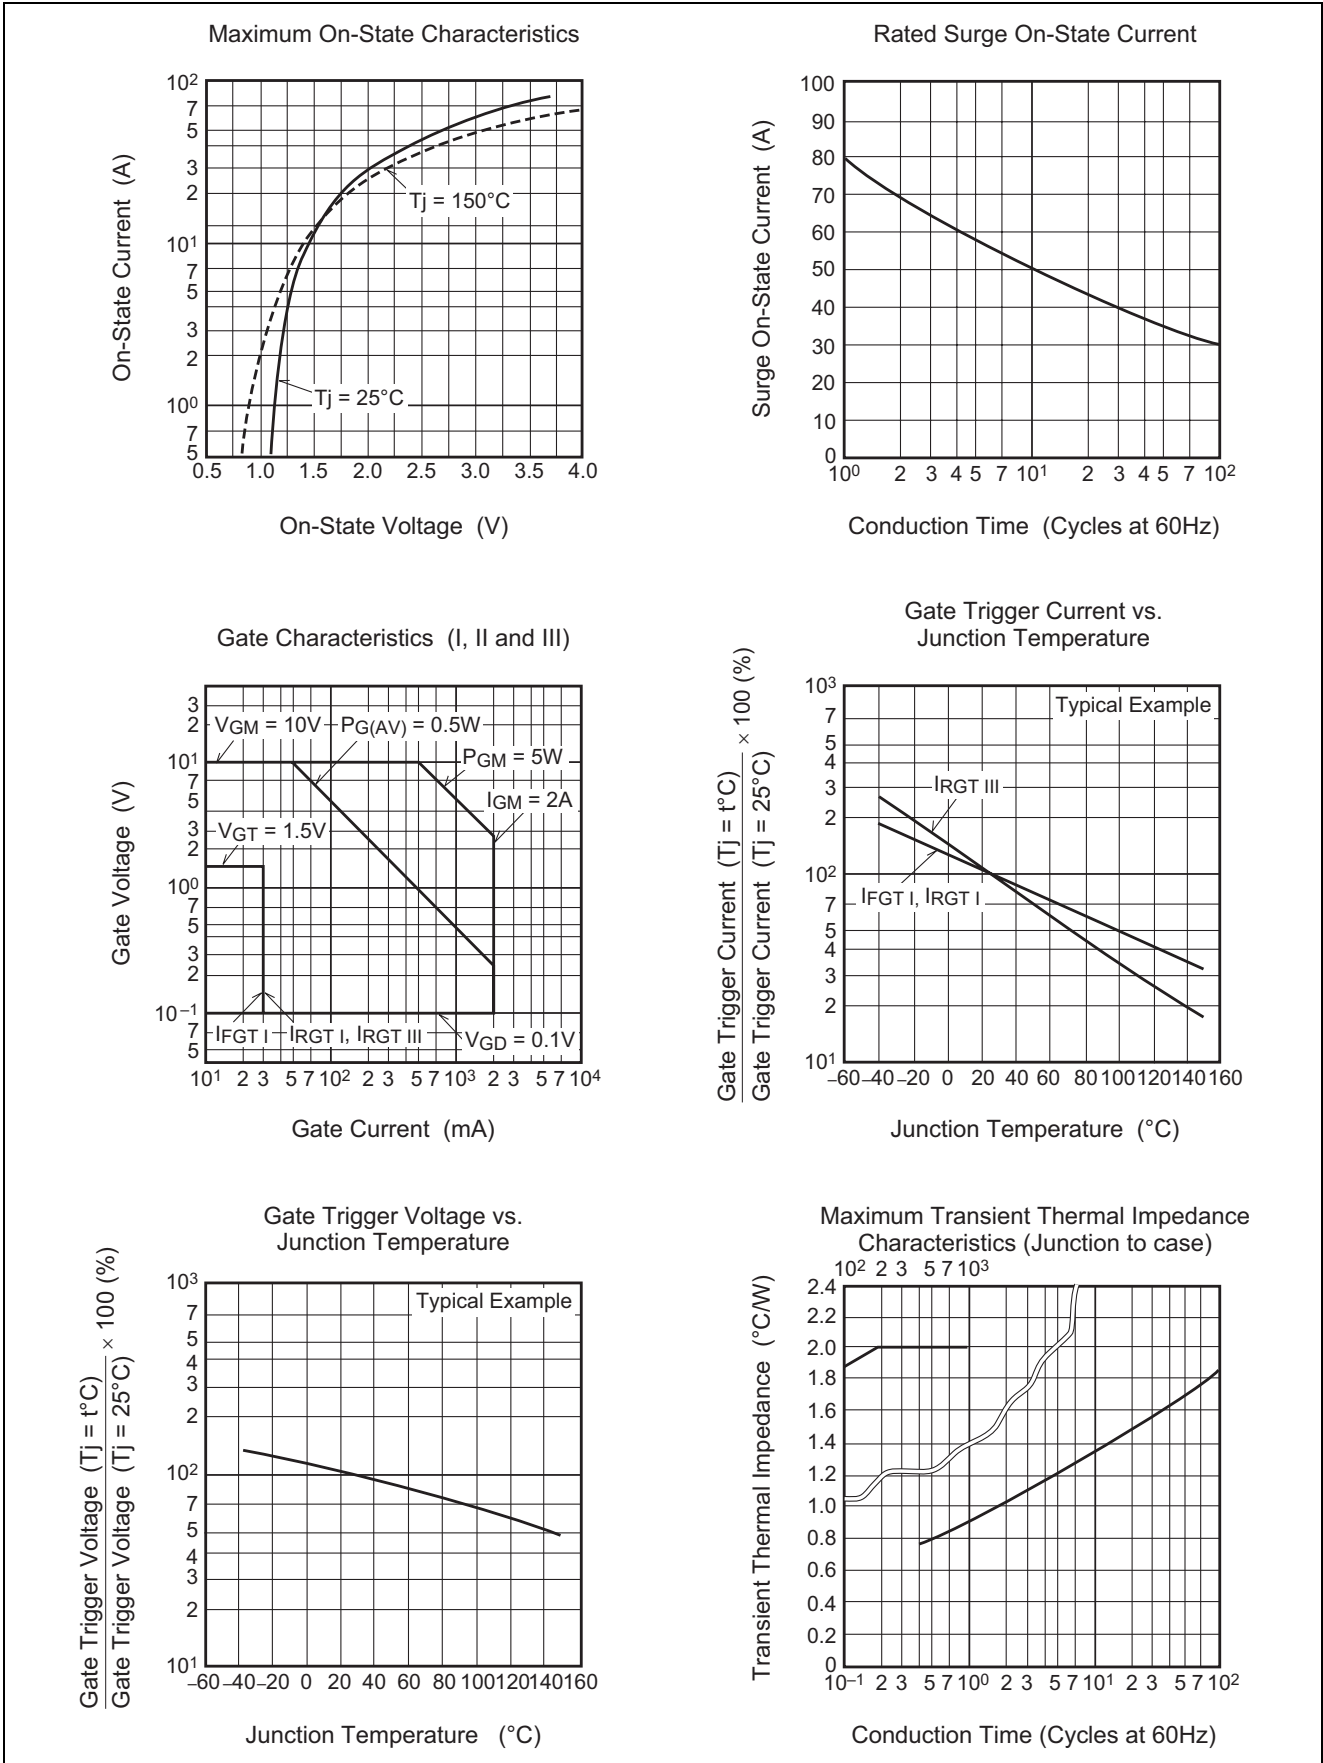 Maximum On-State Characteristics
10²
7
5
3
2
10¹
7
5
3
2
10⁰
7
5
0.5 1.0 1.5 2.0 2.5 3.0 3.5 4.0
Tj = 150°C
Tj = 25°C
On-State Current (A)
On-State Voltage (V)
Rated Surge On-State Current
100
90
80
70
60
50
40
30
20
10
0
10⁰ 2 3 4 5 7 10¹ 2 3 4 5 7 10²
Surge On-State Current (A)
Conduction Time (Cycles at 60Hz)
Gate Characteristics (I, II and III)
3
2
10¹
7
5
3
2
10⁰
7
5
3
2
10⁻¹
7
5
VGM = 10V
PG(AV) = 0.5W
PGM = 5W
IGM = 2A
VGT = 1.5V
IFGT I
IRGT I, IRGT III
VGD = 0.1V
10¹ 2 3 5 7 10² 2 3 5 7 10³ 2 3 5 7 10⁴
Gate Voltage (V)
Gate Current (mA)
Gate Trigger Current vs.
Junction Temperature
10³
7
5
4
3
2
10²
7
5
4
3
2
10¹
Typical Example
IRGT III
IFGT I, IRGT I
–60 –40 –20 0 20 40 60 80 100 120 140 160
Gate Trigger Current (Tj = t°C)
Gate Trigger Current (Tj = 25°C)
× 100 (%)
Junction Temperature (°C)
Gate Trigger Voltage vs.
Junction Temperature
10³
7
5
4
3
2
10²
7
5
4
3
2
10¹
Typical Example
–60 –40 –20 0 20 40 60 80 100 120 140 160
Gate Trigger Voltage (Tj = t°C)
Gate Trigger Voltage (Tj = 25°C)
× 100 (%)
Junction Temperature (°C)
Maximum Transient Thermal Impedance
Characteristics (Junction to case)
10² 2 3 5 7 10³
2.4
2.2
2.0
1.8
1.6
1.4
1.2
1.0
0.8
0.6
0.4
0.2
0
10⁻¹ 2 3 5 7 10⁰ 2 3 5 7 10¹ 2 3 5 7 10²
Transient Thermal Impedance (°C/W)
Conduction Time (Cycles at 60Hz)